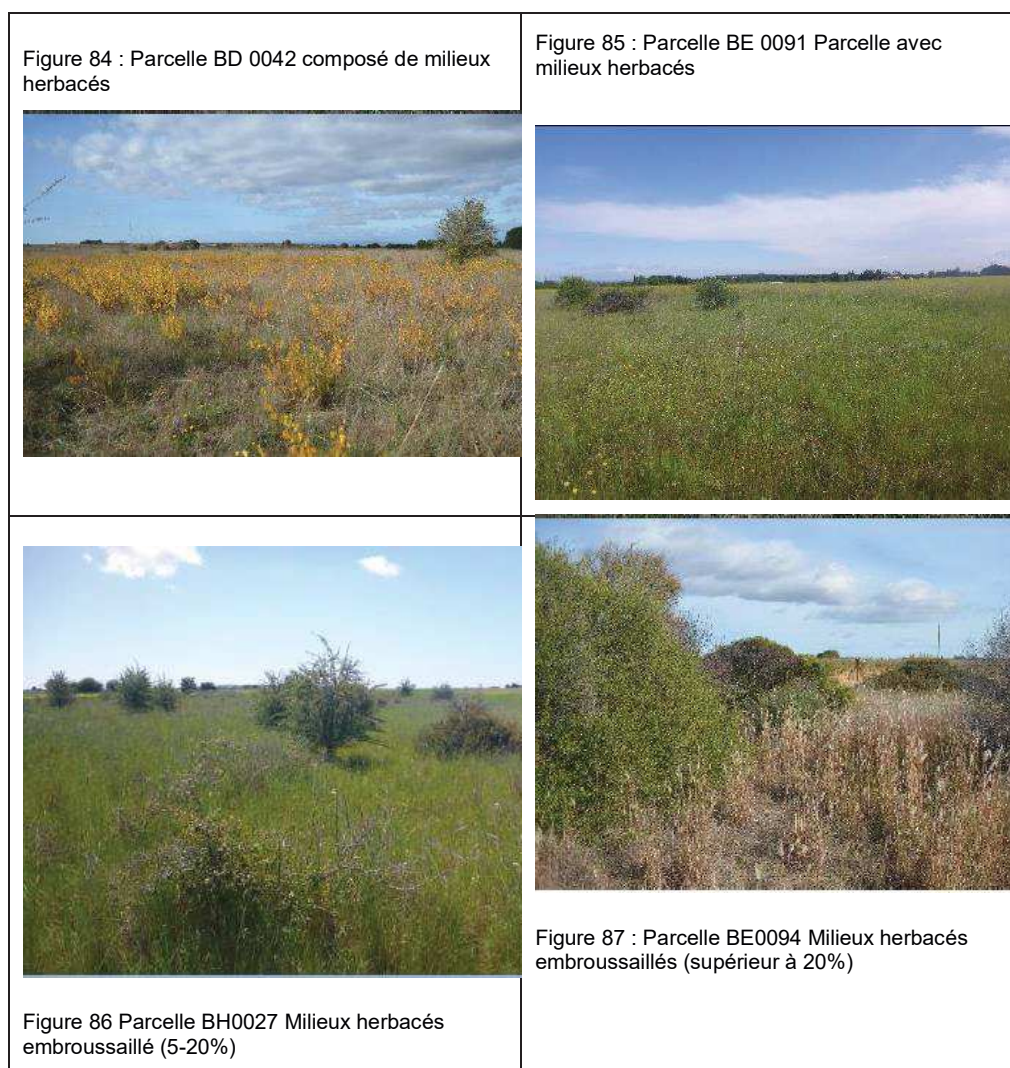 Figure 84 : Parcelle BD 0042 composé de milieux
herbacés
Figure 85 : Parcelle BE 0091 Parcelle avec
milieux herbacés
Figure 86 Parcelle BH0027 Milieux herbacés
embroussaillé (5-20%)
Figure 87 : Parcelle BE0094 Milieux herbacés
embroussaillés (supérieur à 20%)